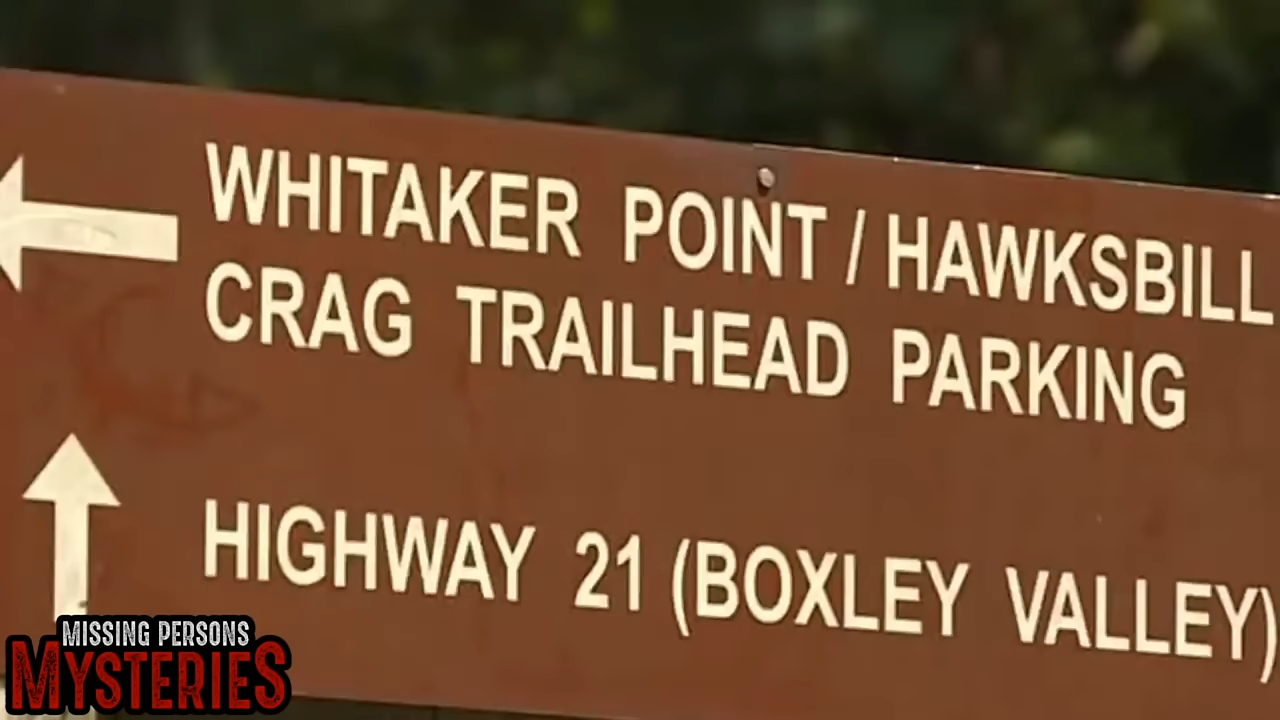 WHITAKER POINT / HAWKSBILL
CRAG TRAILHEAD PARKING
HIGHWAY 21 (BOXLEY VALLEY)
MISSING PERSONS
MYSTERIES